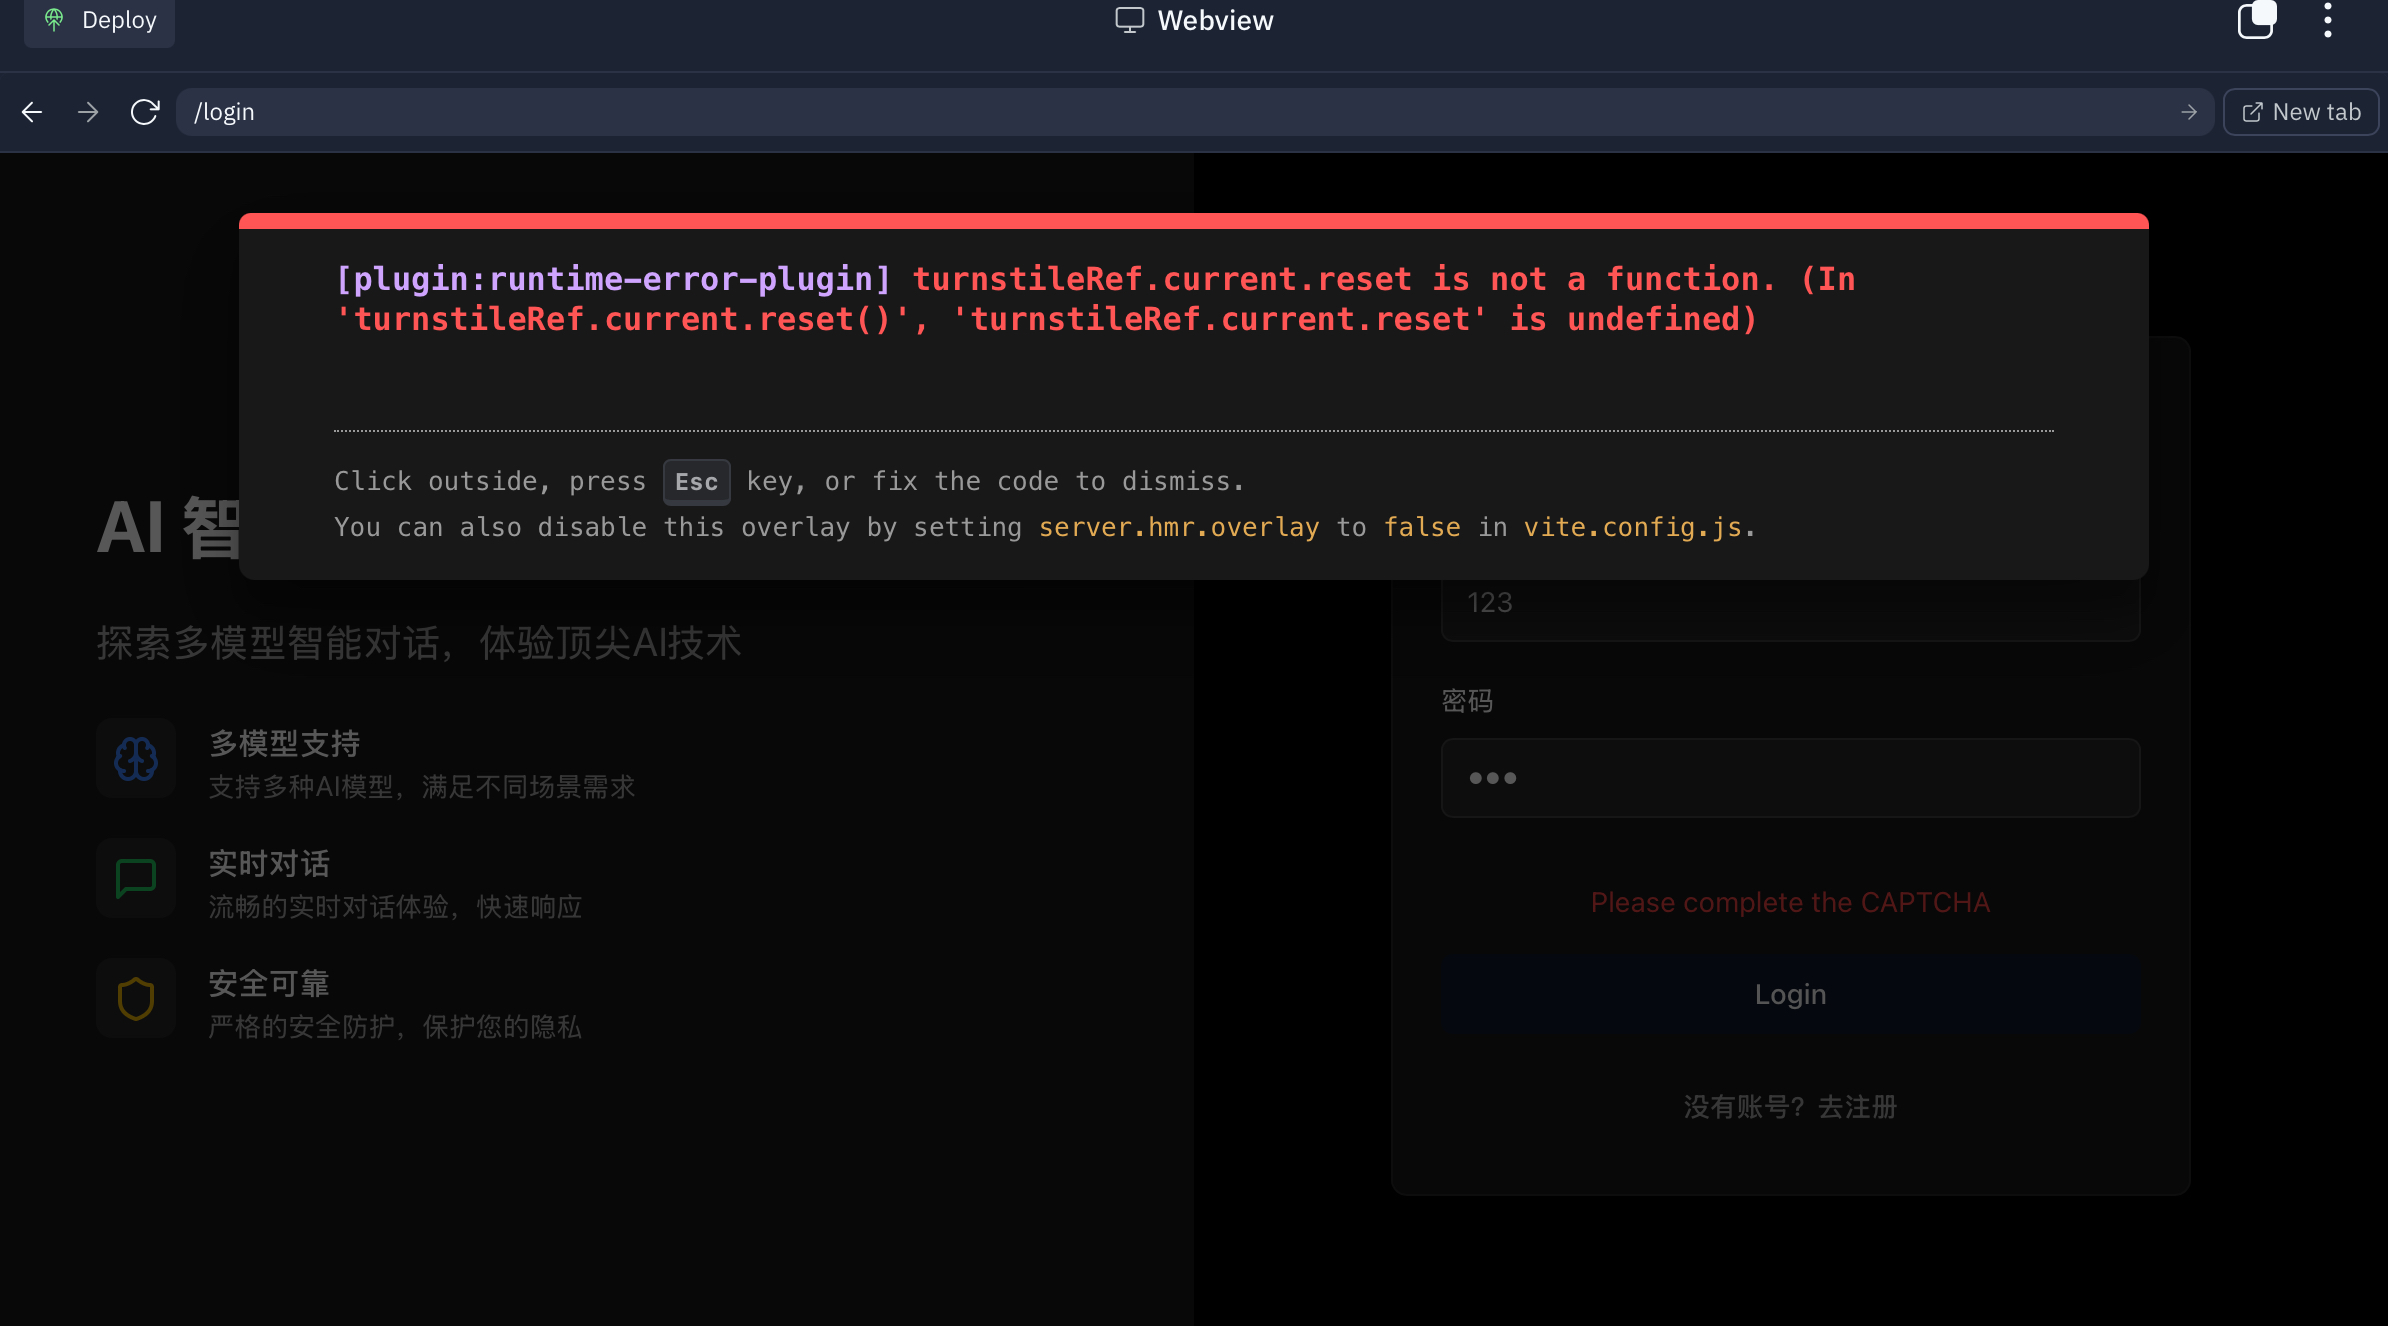 Deploy
Webview
/login
New tab
[plugin:runtime-error-plugin] turnstileRef.current.reset is not a function. (In
'turnstileRef.current.reset()', 'turnstileRef.current.reset' is undefined)
Click outside, press Esc key, or fix the code to dismiss.
You can also disable this overlay by setting server.hmr.overlay to false in vite.config.js.
AI 智
探索多模型智能对话，体验顶尖AI技术
多模型支持
支持多种AI模型，满足不同场景需求
实时对话
流畅的实时对话体验，快速响应
安全可靠
严格的安全防护，保护您的隐私
123
密码
•••
Please complete the CAPTCHA
Login
没有账号？去注册